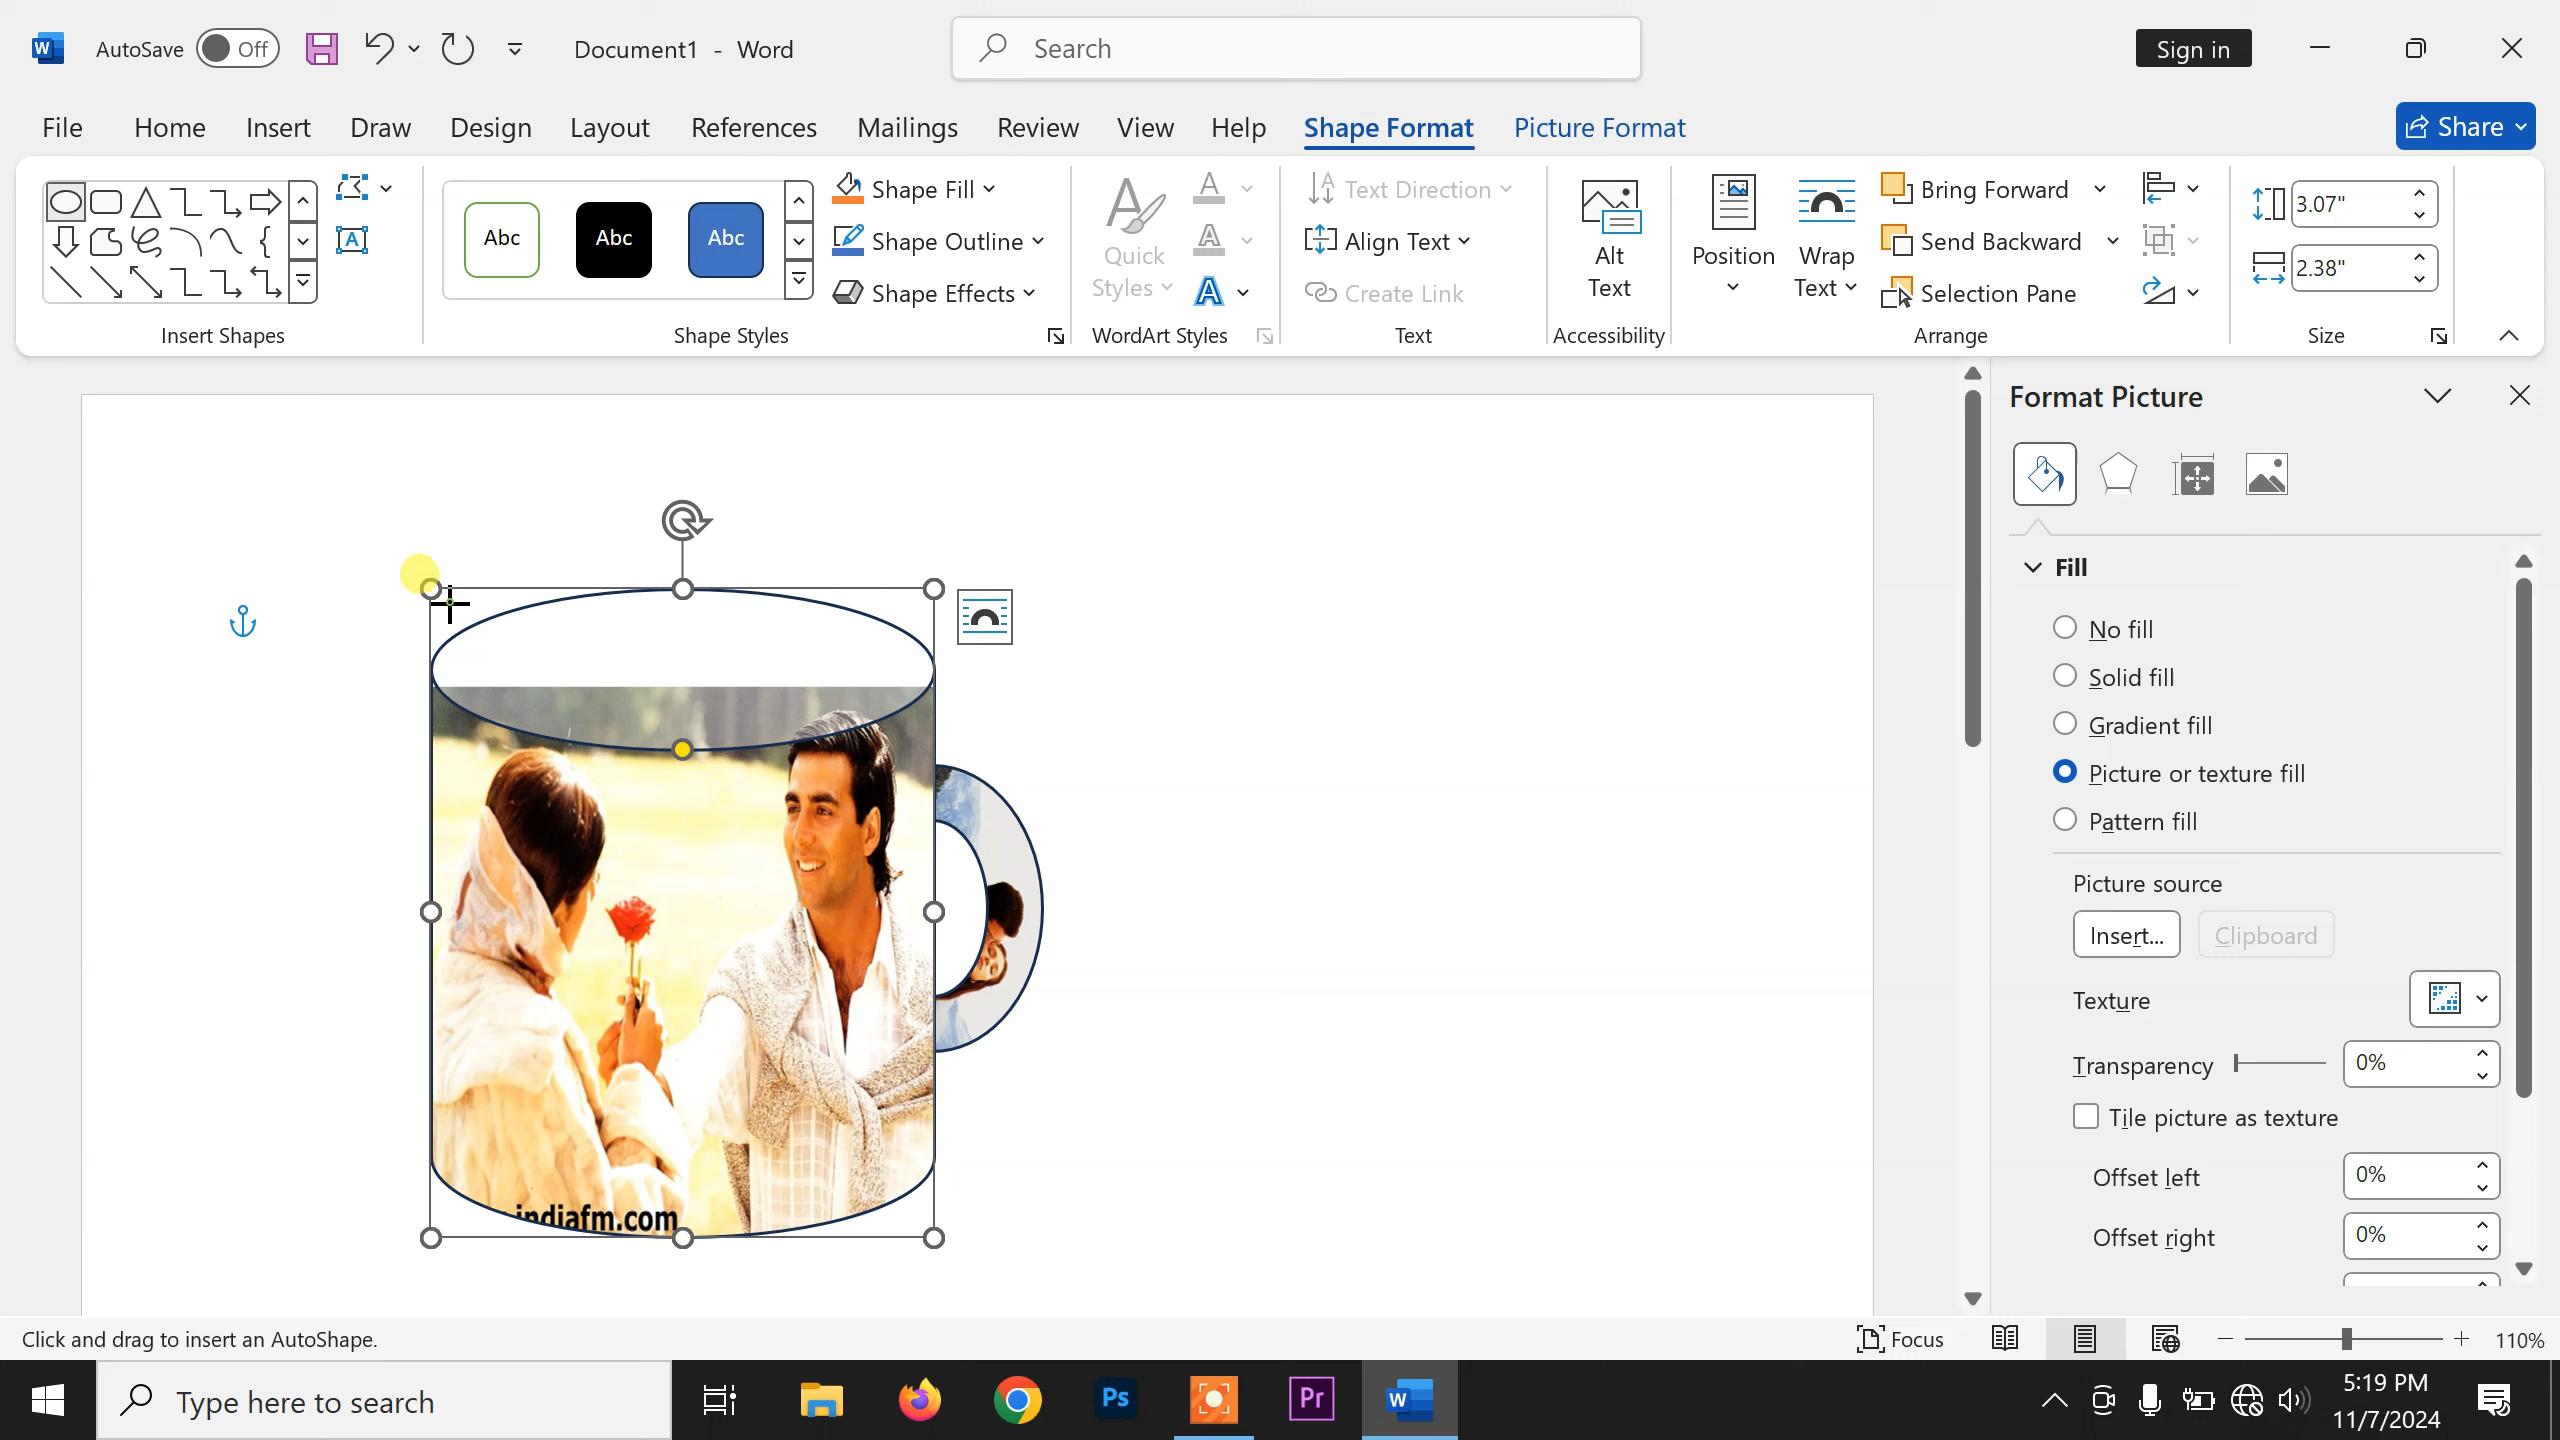 W AutoSave Off Document1 - Word Search Sign in
File Home Insert Draw Design Layout References Mailings Review View Help Shape Format Picture Format Share
Abc Abc Abc
Shape Fill
Shape Outline
Shape Effects
Quick Styles
A
A
A
Text Direction
Align Text
Create Link
Alt Text
Position
Wrap Text
Bring Forward
Send Backward
Selection Pane
3.07"
2.38"
Insert Shapes Shape Styles WordArt Styles Text Accessibility Arrange Size
Format Picture
Fill
No fill
Solid fill
Gradient fill
Picture or texture fill
Pattern fill
Picture source
Insert... Clipboard
Texture
Transparency 0%
Tile picture as texture
Offset left 0%
Offset right 0%
indiafm.com
Click and drag to insert an AutoShape. Focus 110%
Type here to search Ps Pr W 5:19 PM
11/7/2024